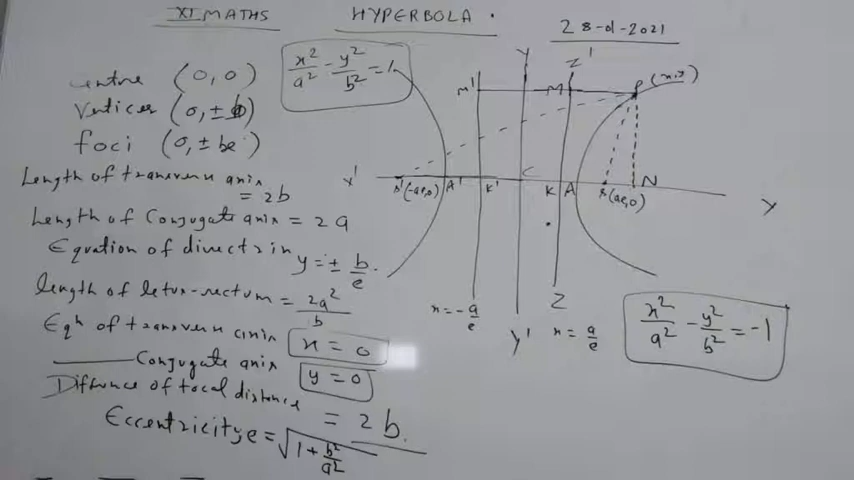 XI MATHS HYPERBOLA .
28-01-2021
x²/a² - y²/b² = 1
centre (0, 0)
Vertices (0, ± b)
foci (0, ± be)
Length of transverse axis
= 2b
Length of Conjugate axis = 2a
Equation of directrix y = ± b/e .
length of letus-rectum = 2a²/b
Eqⁿ of transverse axis x = 0
Conjugate axis y = 0
Difference of focal distance
= 2b.
Eccentricity e = √1 + b²/a²
Y
Z'
M' M P(x,y)
X' S'(-ae,0) A' K' C K A S(ae,0) N
Y
Z
x = -a/e Y' x = a/e
x²/a² - y²/b² = -1